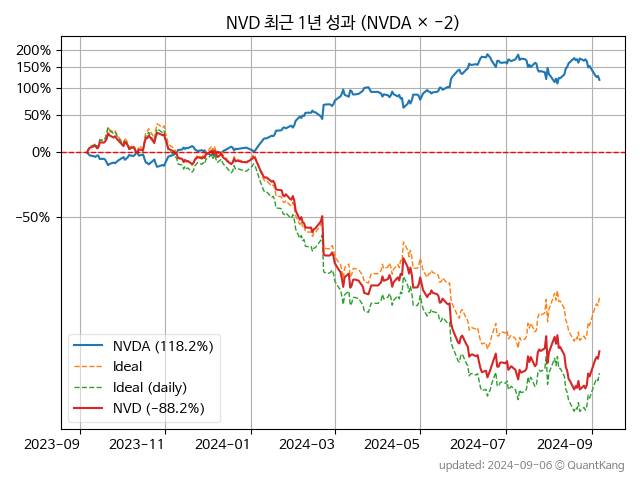 NVD 최근 1년 성과 (NVDA × −2)
200%
150%
100%
50%
0%
−50%
NVDA (118.2%)
Ideal
Ideal (daily)
NVD (−88.2%)
2023-09
2023-11
2024-01
2024-03
2024-05
2024-07
2024-09
updated: 2024-09-06 ⓒ QuantKang